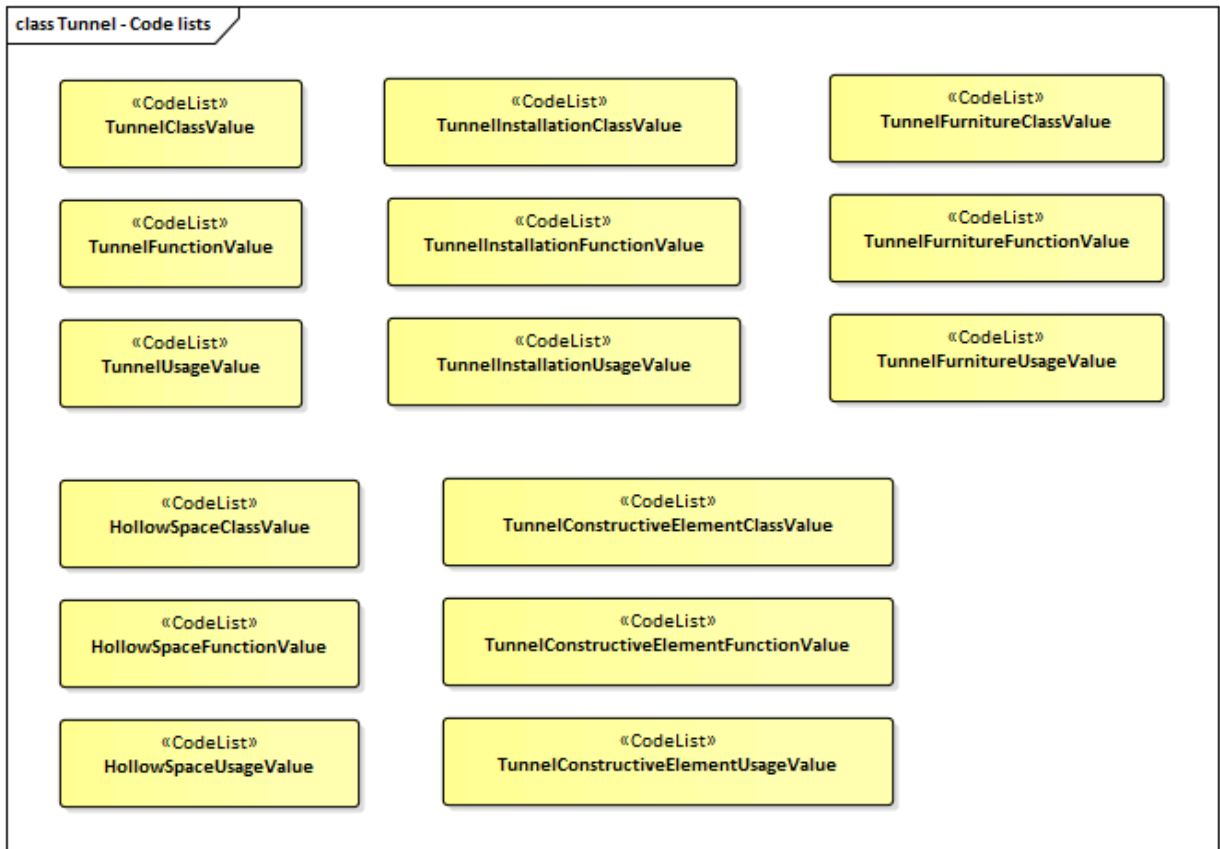 class Tunnel - Code lists
«CodeList»
TunnelClassValue
«CodeList»
TunnelInstallationClassValue
«CodeList»
TunnelFurnitureClassValue
«CodeList»
TunnelFunctionValue
«CodeList»
TunnelInstallationFunctionValue
«CodeList»
TunnelFurnitureFunctionValue
«CodeList»
TunnelUsageValue
«CodeList»
TunnelInstallationUsageValue
«CodeList»
TunnelFurnitureUsageValue
«CodeList»
HollowSpaceClassValue
«CodeList»
TunnelConstructiveElementClassValue
«CodeList»
HollowSpaceFunctionValue
«CodeList»
TunnelConstructiveElementFunctionValue
«CodeList»
HollowSpaceUsageValue
«CodeList»
TunnelConstructiveElementUsageValue